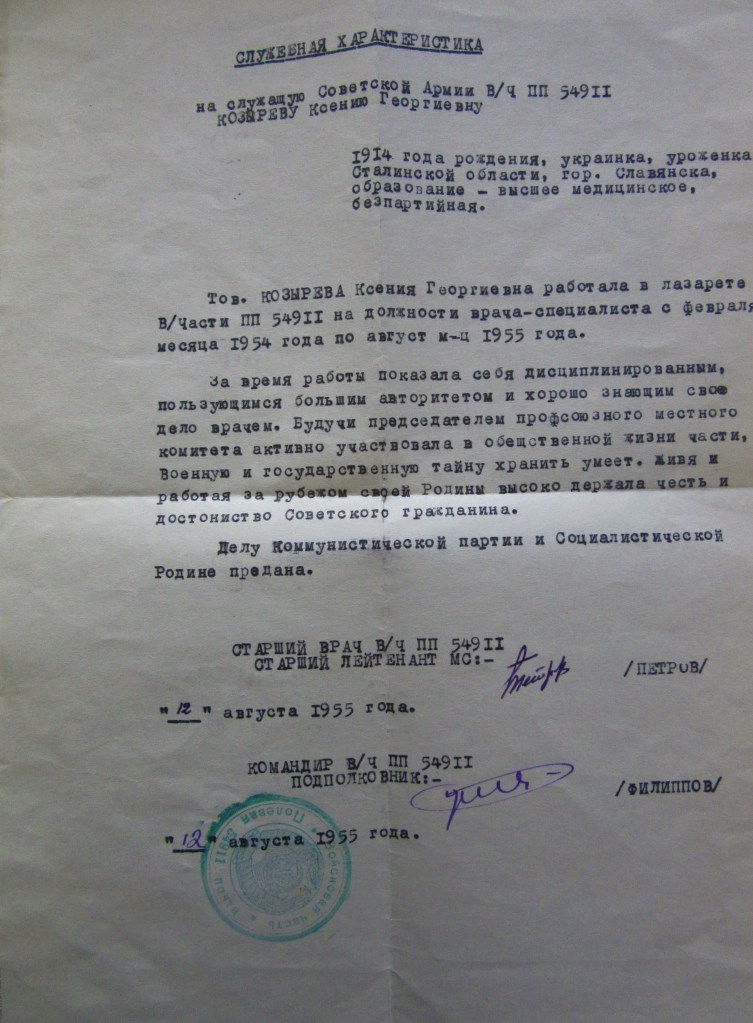 СЛУЖЕБНАЯ ХАРАКТЕРИСТИКА
на служащую Советской Армии В/Ч ПП 54911
КОЗЫРЕВУ Ксению Георгиевну
1914 года рождения, украинка, уроженка
Сталинской области, гор. Славянска,
образование – высшее медицинское,
безпартийная.
Тов. КОЗЫРЕВА Ксения Георгиевна работала в лазарете
В/Части ПП 54911 на должности врача-специалиста с февраля
месяца 1954 года по август м-ц 1955 года.
За время работы показала себя дисциплинированным,
пользующимся большим авторитетом и хорошо знающим свое
дело врачем. Будучи председателем профсоюзного местного
комитета активно участвовала в общественной жизни части,
Военную и государственную тайну хранить умеет. Живя и
работая за рубежом своей Родины высоко держала честь и
достониство Советского гражданина.
Делу Коммунистической партии и Социалистической
Родине предана.
СТАРШИЙ ВРАЧ В/Ч ПП 54911
СТАРШИЙ ЛЕЙТЕНАНТ МС:-
/ПЕТРОВ/
"12" августа 1955 года.
КОМАНДИР В/Ч ПП 54911
ПОДПОЛКОВНИК:-
/ФИЛИППОВ/
"12" августа 1955 года.
Полевая 54911